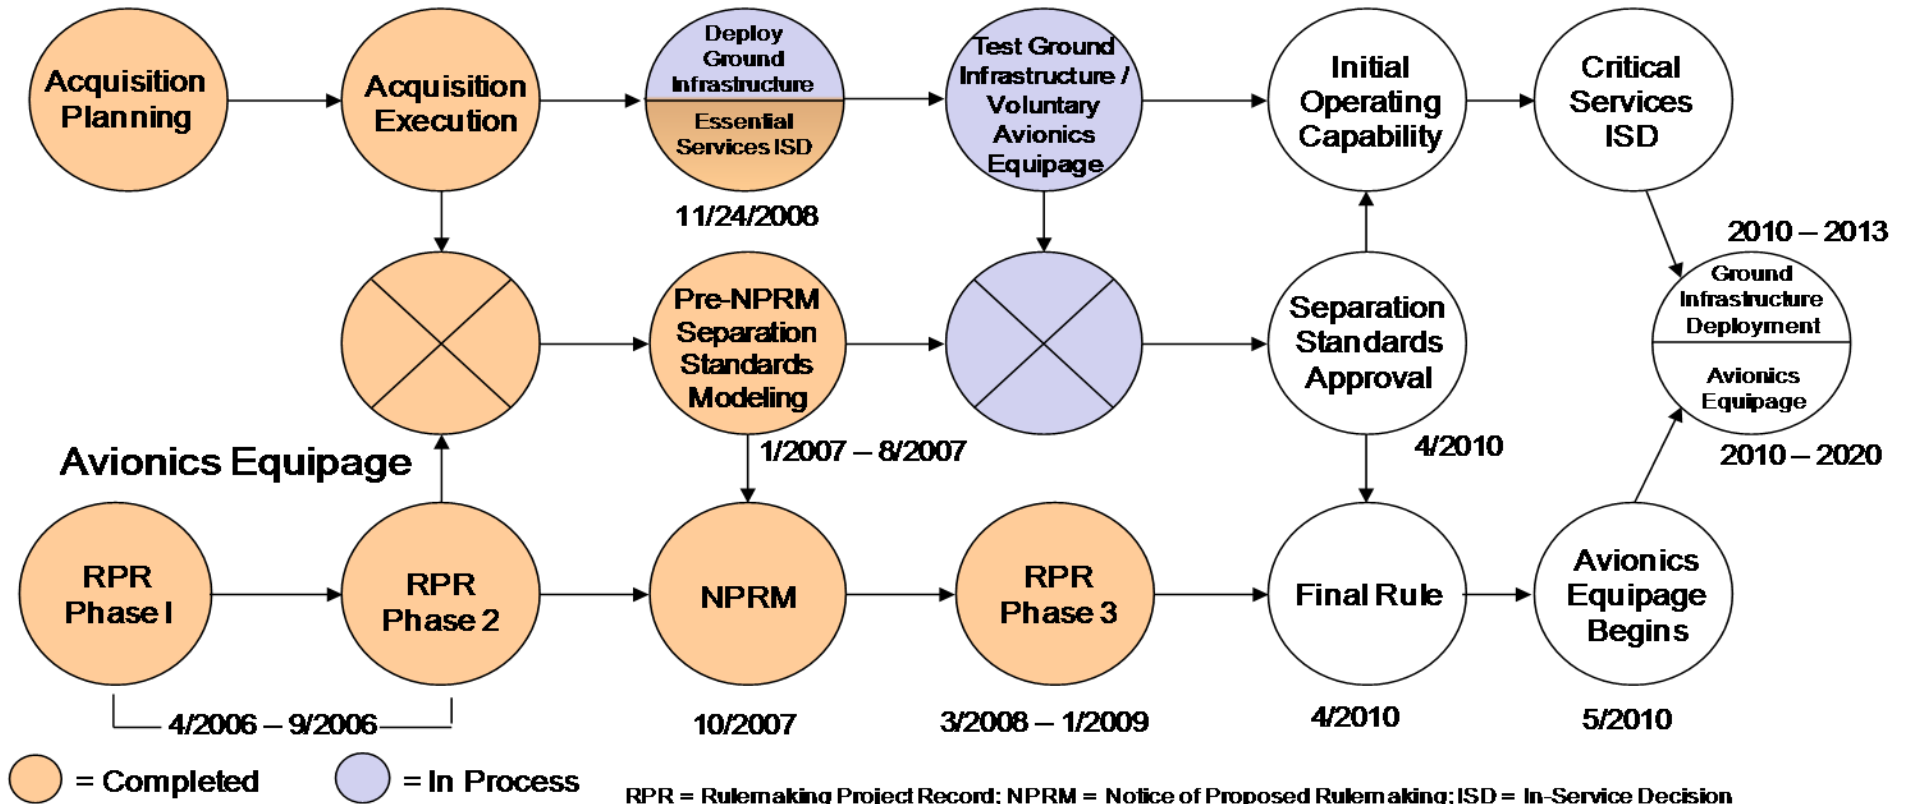 Acquisition
Planning
Acquisition
Execution
Deploy
Ground
Infrastructure
Essential
Services ISD
11/24/2008
Test Ground
Infrastructure /
Voluntary
Avionics
Equipage
Initial
Operating
Capability
Critical
Services
ISD
2010 – 2013
Ground
Infrastructure
Deployment
Avionics
Equipage
2010 – 2020
Pre-NPRM
Separation
Standards
Modeling
1/2007 – 8/2007
Separation
Standards
Approval
4/2010
Avionics Equipage
RPR
Phase I
RPR
Phase 2
4/2006 – 9/2006
NPRM
10/2007
RPR
Phase 3
3/2008 – 1/2009
Final Rule
4/2010
Avionics
Equipage
Begins
5/2010
= Completed
= In Process
RPR = Rulemaking Project Record; NPRM = Notice of Proposed Rulemaking; ISD = In-Service Decision